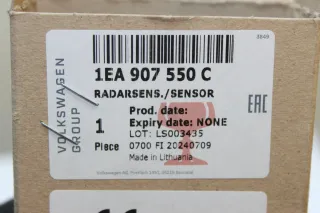 3849
VOLKSWAGEN
GROUP
1EA 907 550 C
RADARSENS./SENSOR
Prod. date:
Expiry date: NONE
1
Piece
LOT: LS003435
0700 FI 20240709
Made in Lithuania
EAC